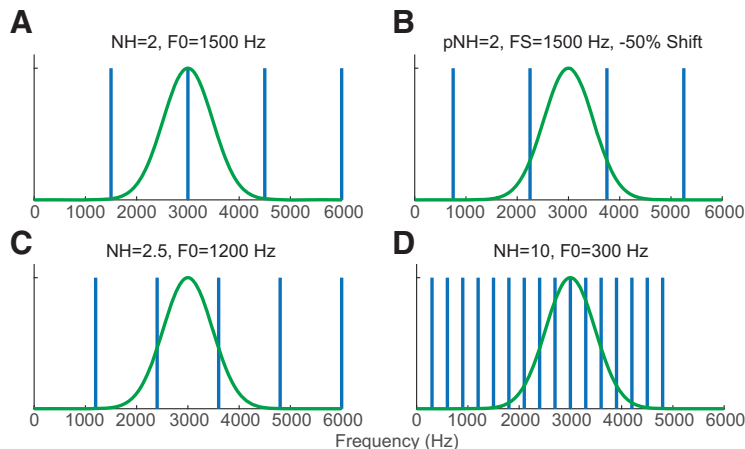 A
NH=2, F0=1500 Hz
0 1000 2000 3000 4000 5000 6000
B
pNH=2, FS=1500 Hz, -50% Shift
0 1000 2000 3000 4000 5000 6000
C
NH=2.5, F0=1200 Hz
0 1000 2000 3000 4000 5000 6000
D
NH=10, F0=300 Hz
0 1000 2000 3000 4000 5000 6000
Frequency (Hz)